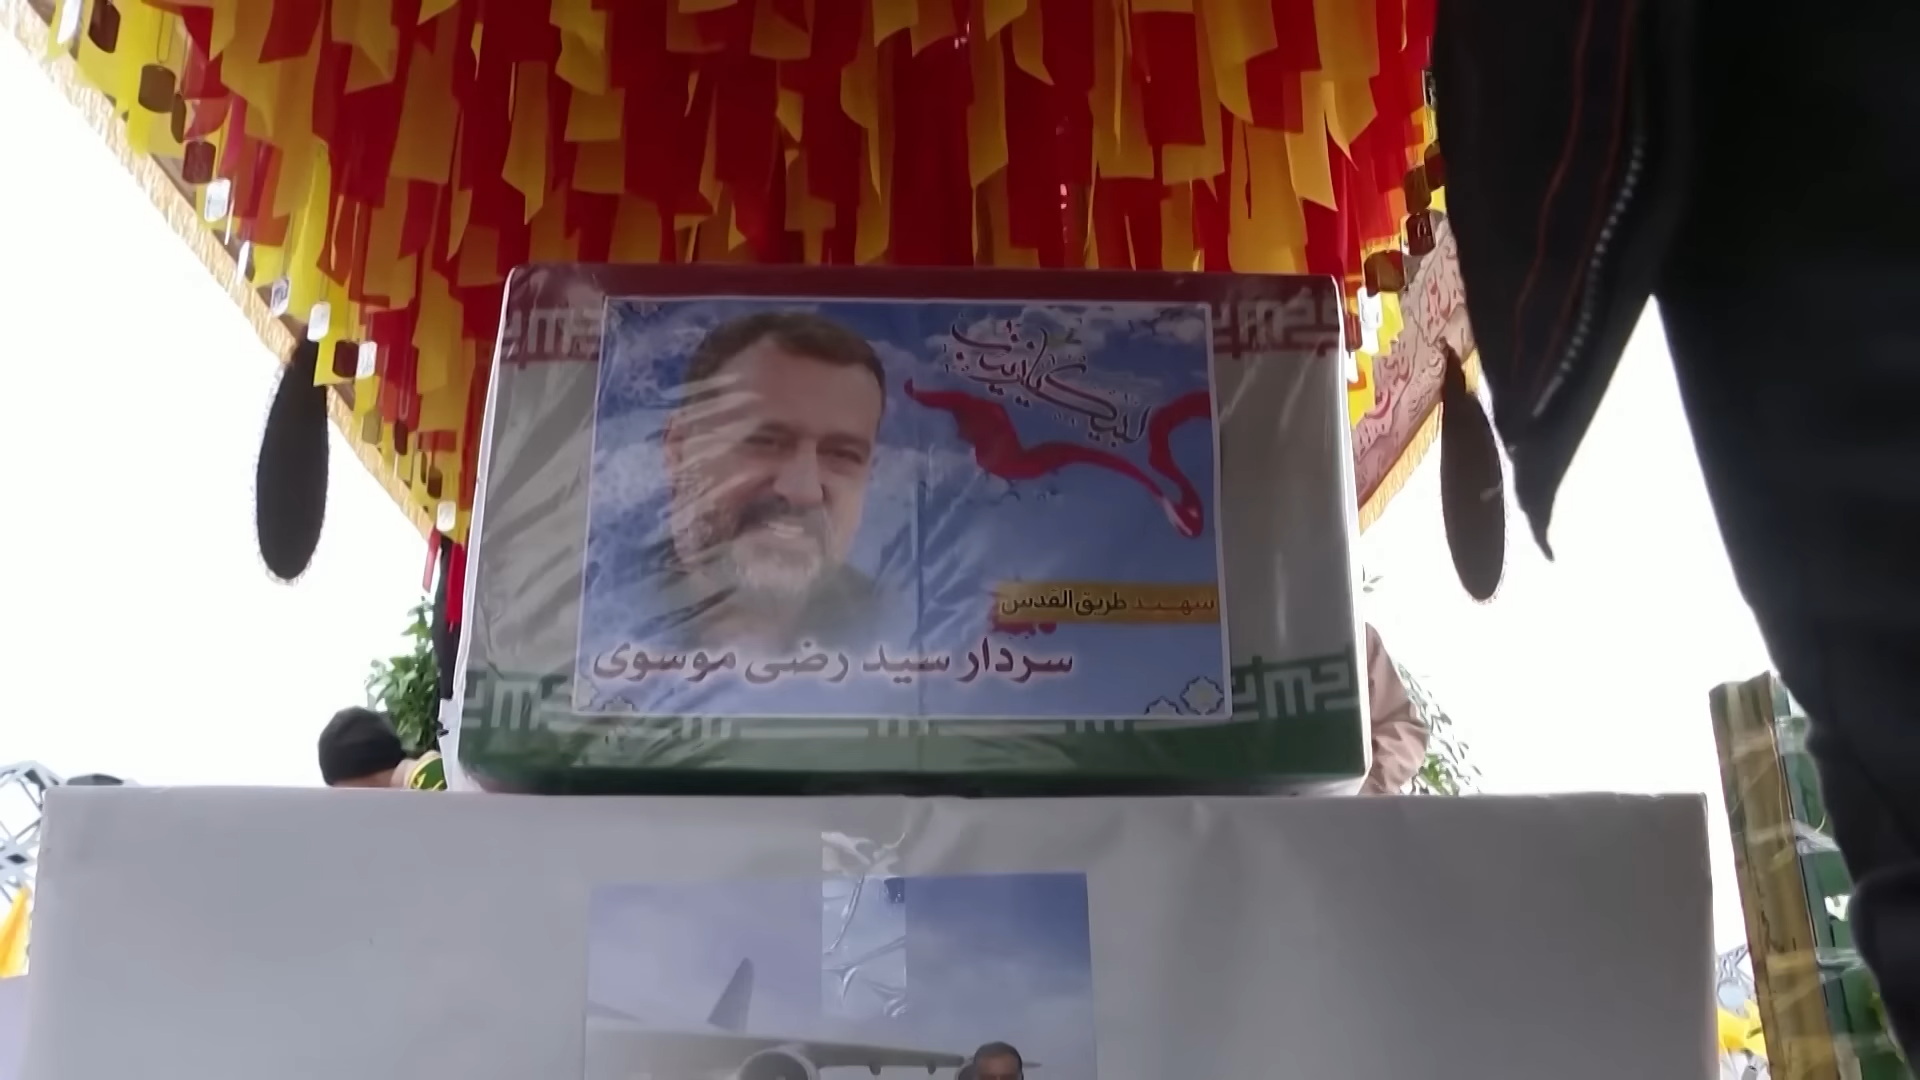 لبیک یا زینب
شهید طریق القدس
سردار سید رضی موسوی